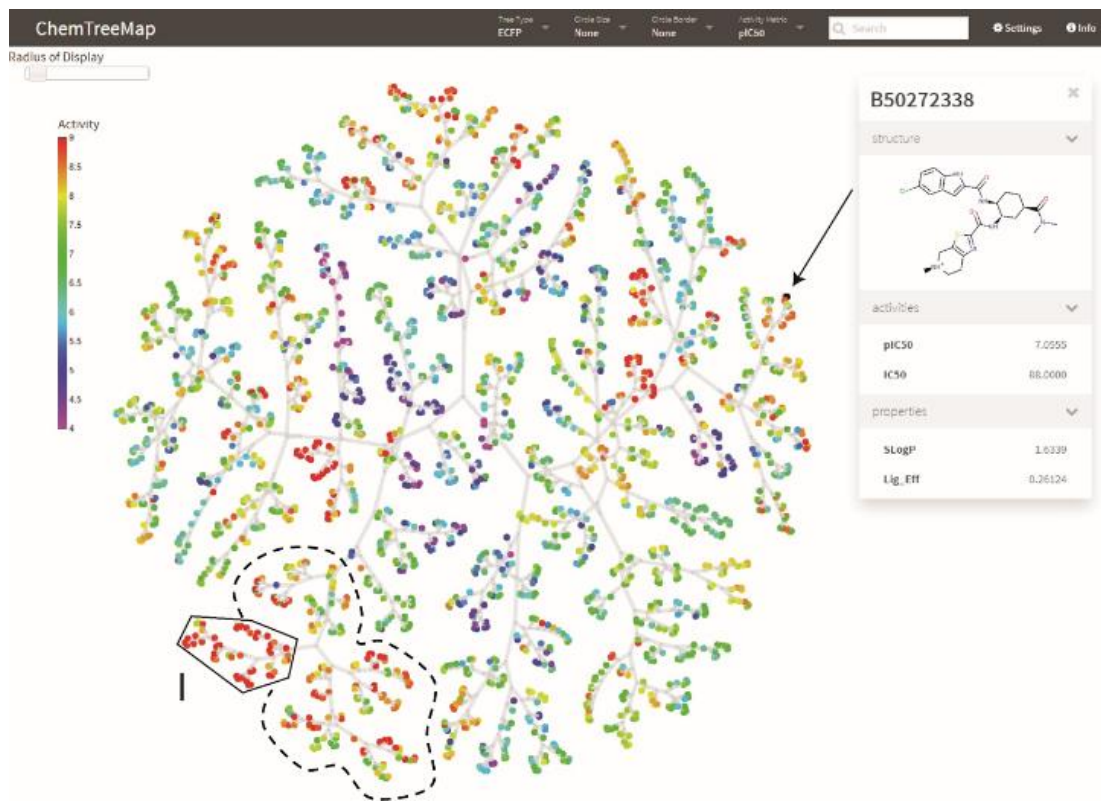 ChemTreeMap
Tree Type
ECFP
Circle Size
None
Circle Border
None
Activity Metric
pIC50
Search
Settings
Info
Radius of Display
Activity
9
8.5
8
7.5
7
6.5
6
5.5
5
4.5
4
I
B50272338
structure
activities
pIC50 7.0555
IC50 88.0000
properties
SLogP 1.6339
Lig_Eff 0.26124